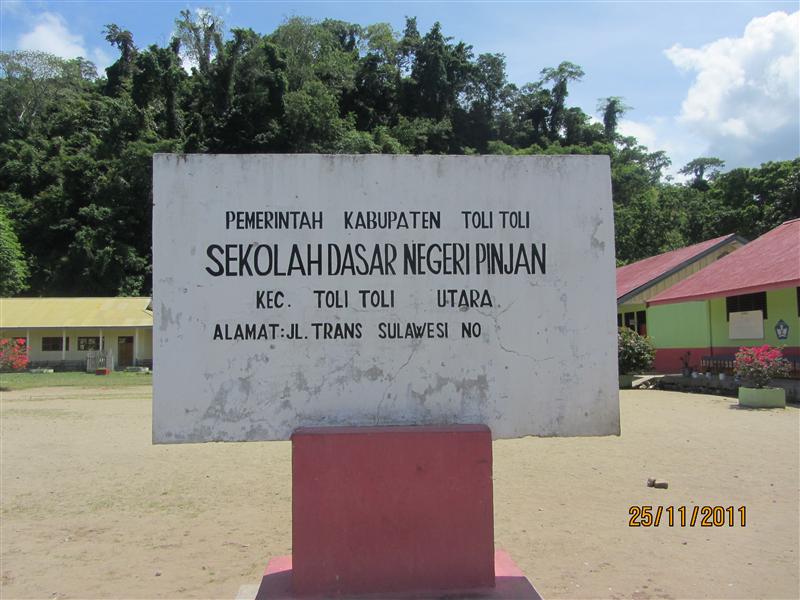 PEMERINTAH KABUPATEN TOLI TOLI
SEKOLAH DASAR NEGERI PINJAN
KEC. TOLI TOLI UTARA.
ALAMAT: JL. TRANS SULAWESI NO
25/11/2011